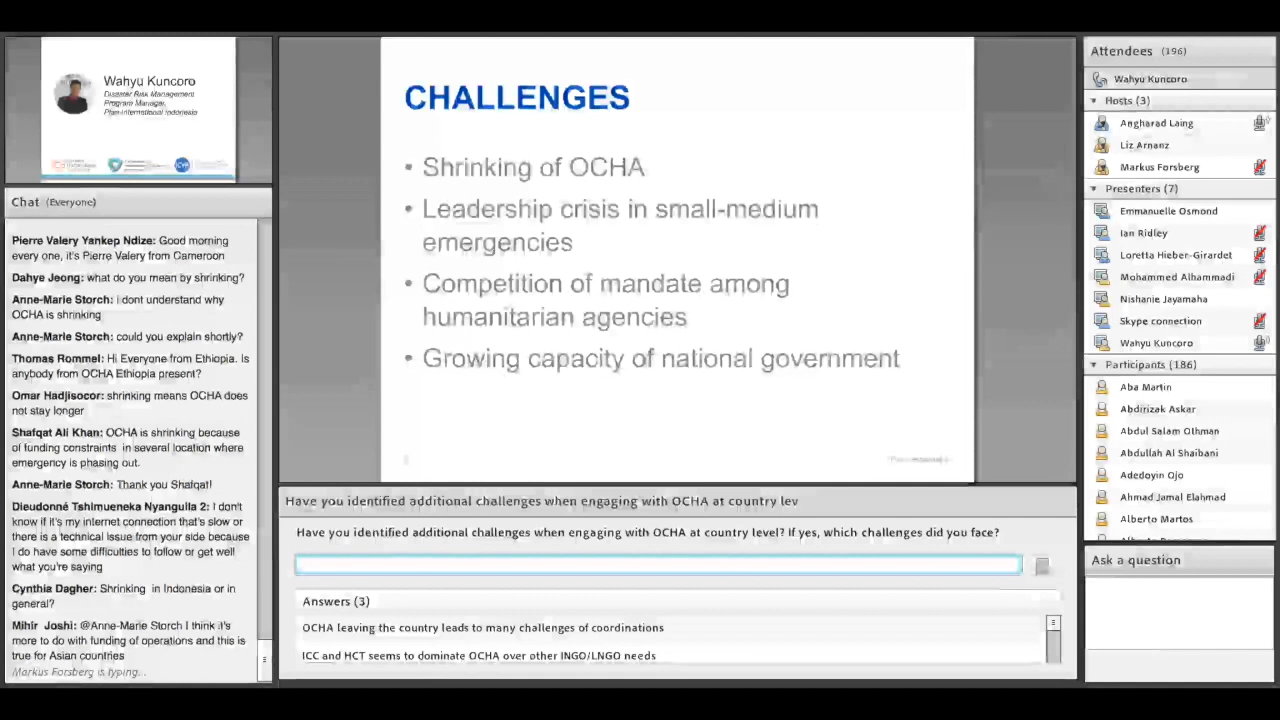 Wahyu Kuncoro
Disaster Risk Management
Program Manager,
Plan-International Indonesia
Chat (Everyone)
Pierre Valery Yankep Ndize: Good morning
every one, it's Pierre Valery from Cameroon
Dahye Jeong: what do you mean by shrinking?
Anne-Marie Storch: i dont understand why
OCHA is shrinking
Anne-Marie Storch: could you explain shortly?
Thomas Rommel: Hi Everyone from Ethiopia. Is
anybody from OCHA Ethiopia present?
Omar Hadjisocor: shrinking means OCHA does
not stay longer
Shafqat Ali Khan: OCHA is shrinking because
of funding constraints in several location where
emergency is phasing out.
Anne-Marie Storch: Thank you Shafqat!
Dieudonné Tshimueneka Nyanguila 2: I don't
know if it's my internet connection that's slow or
there is a technical issue from your side because
I do have some difficulties to follow or get well
what you're saying
Cynthia Dagher: Shrinking in Indonesia or in
general?
Mihir Joshi: @Anne-Marie Storch I think it's
more to do with funding of operations and this is
true for Asian countries
Markus Forsberg is typing...
CHALLENGES
• Shrinking of OCHA
• Leadership crisis in small-medium
emergencies
• Competition of mandate among
humanitarian agencies
• Growing capacity of national government
Have you identified additional challenges when engaging with OCHA at country lev
Have you identified additional challenges when engaging with OCHA at country level? If yes, which challenges did you face?
Answers (3)
OCHA leaving the country leads to many challenges of coordinations
ICC and HCT seems to dominate OCHA over other INGO/LNGO needs
Attendees (196)
Wahyu Kuncoro
Hosts (3)
Angharad Laing
Liz Arnanz
Markus Forsberg
Presenters (7)
Emmanuelle Osmond
Ian Ridley
Loretta Hieber-Girardet
Mohammed Alhammadi
Nishanie Jayamaha
Skype connection
Wahyu Kuncoro
Participants (186)
Aba Martin
Abdirizak Askar
Abdul Salam Othman
Abdullah Al Shaibani
Adedoyin Ojo
Ahmad Jamal Elahmad
Alberto Martos
Ask a question